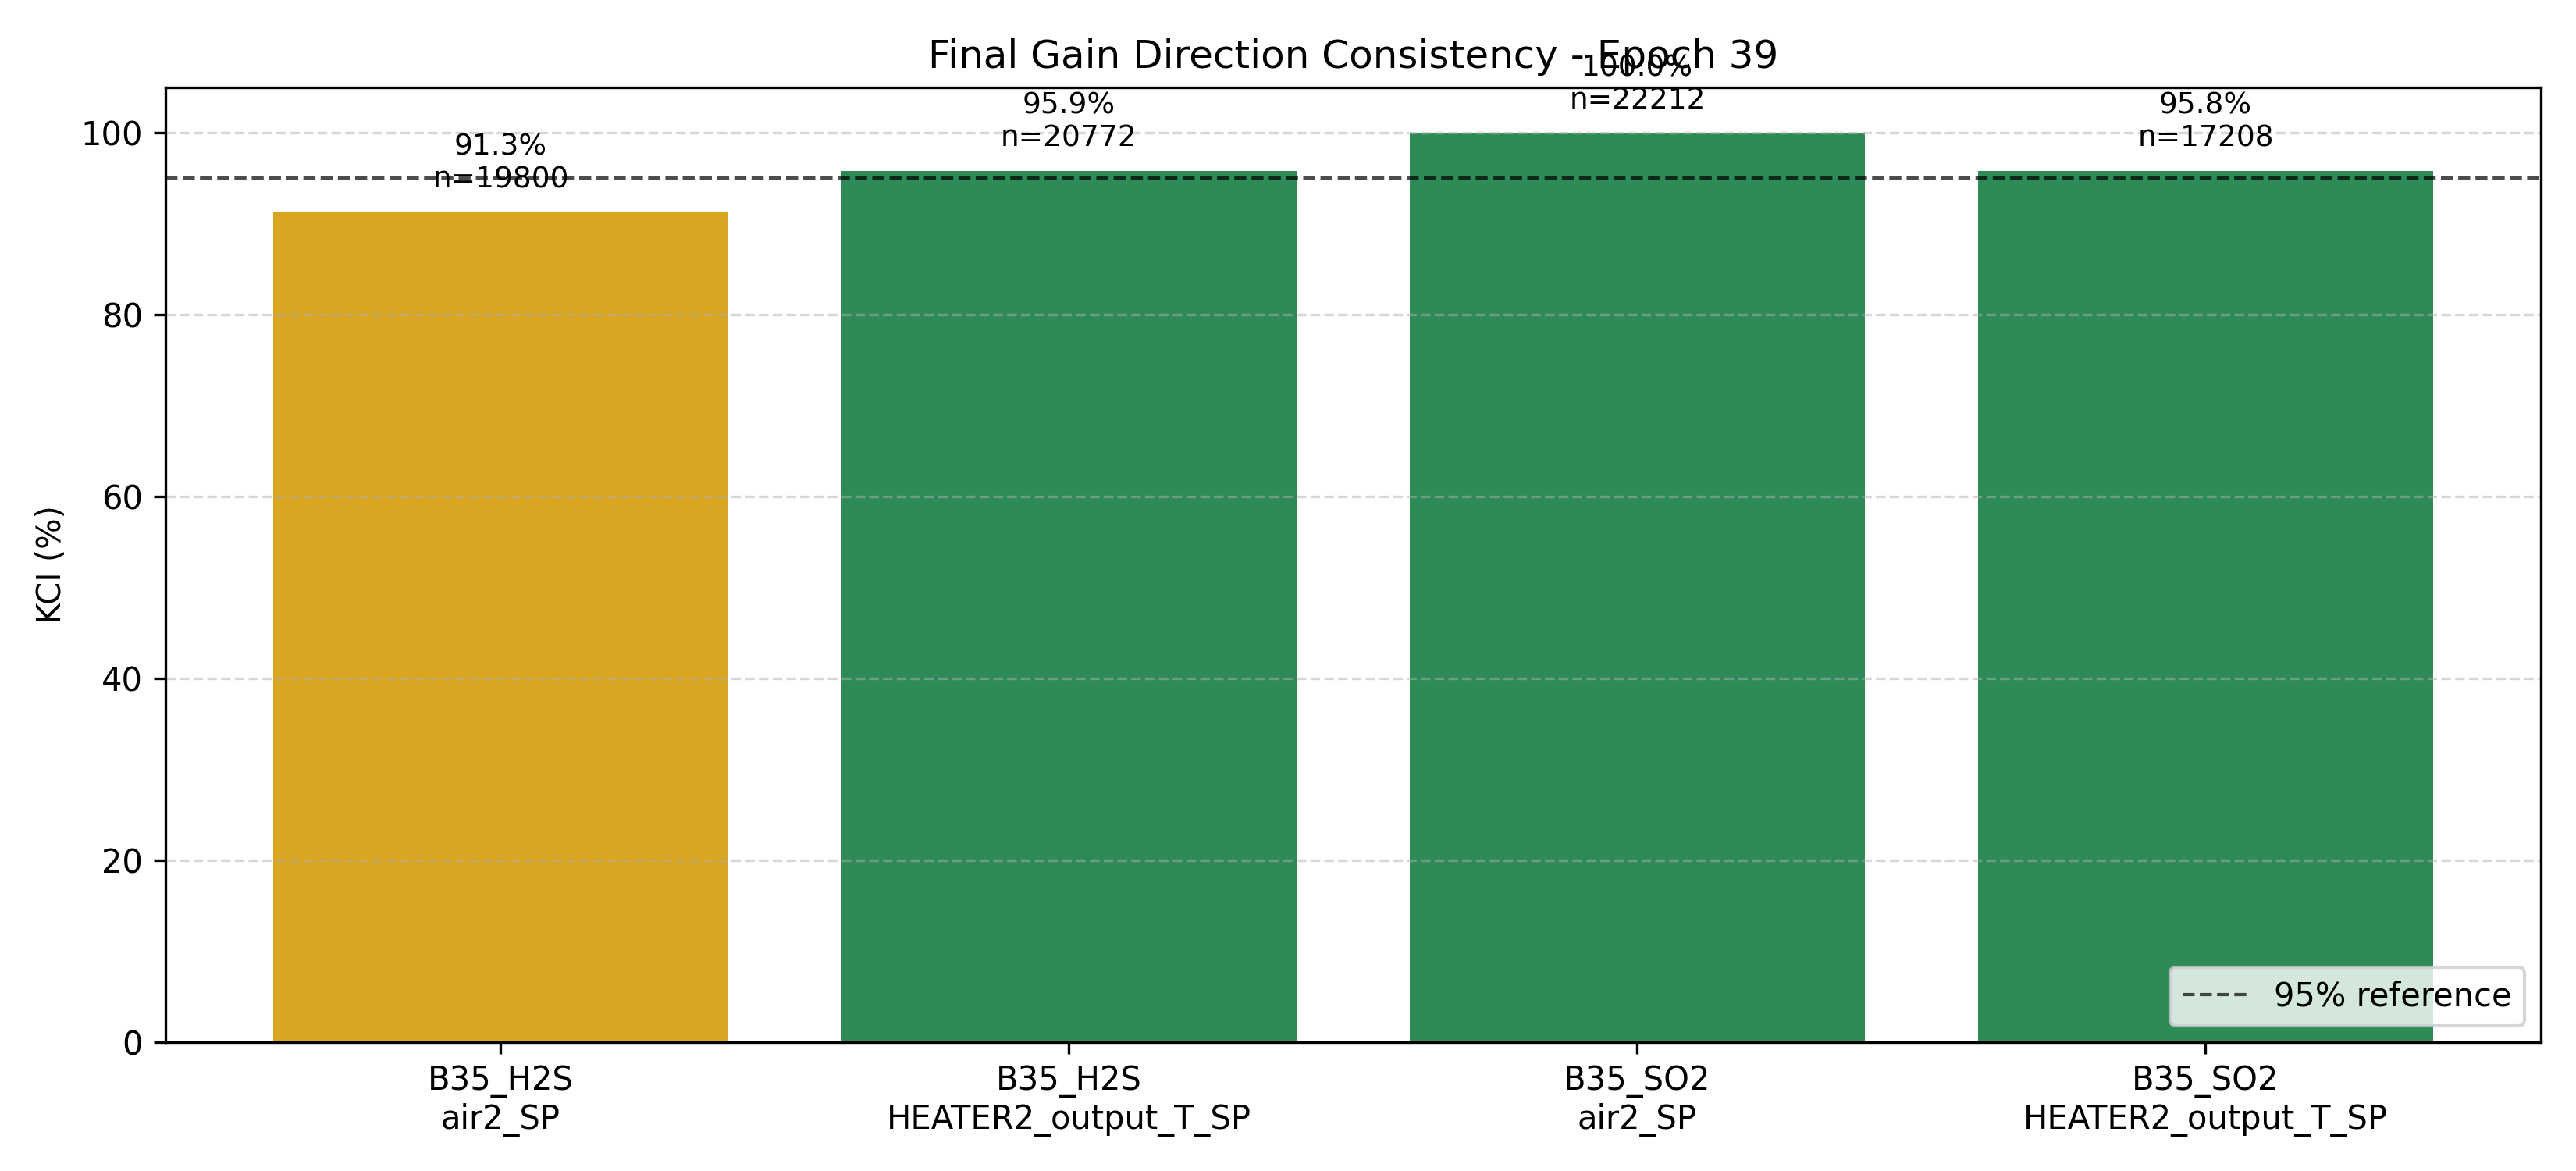 Final Gain Direction Consistency - Epoch 39
100.0%
n=22212
95.9%
n=20772
95.8%
n=17208
91.3%
n=19800
KCI (%)
100
80
60
40
20
0
95% reference
B35_H2S
air2_SP
B35_H2S
HEATER2_output_T_SP
B35_SO2
air2_SP
B35_SO2
HEATER2_output_T_SP